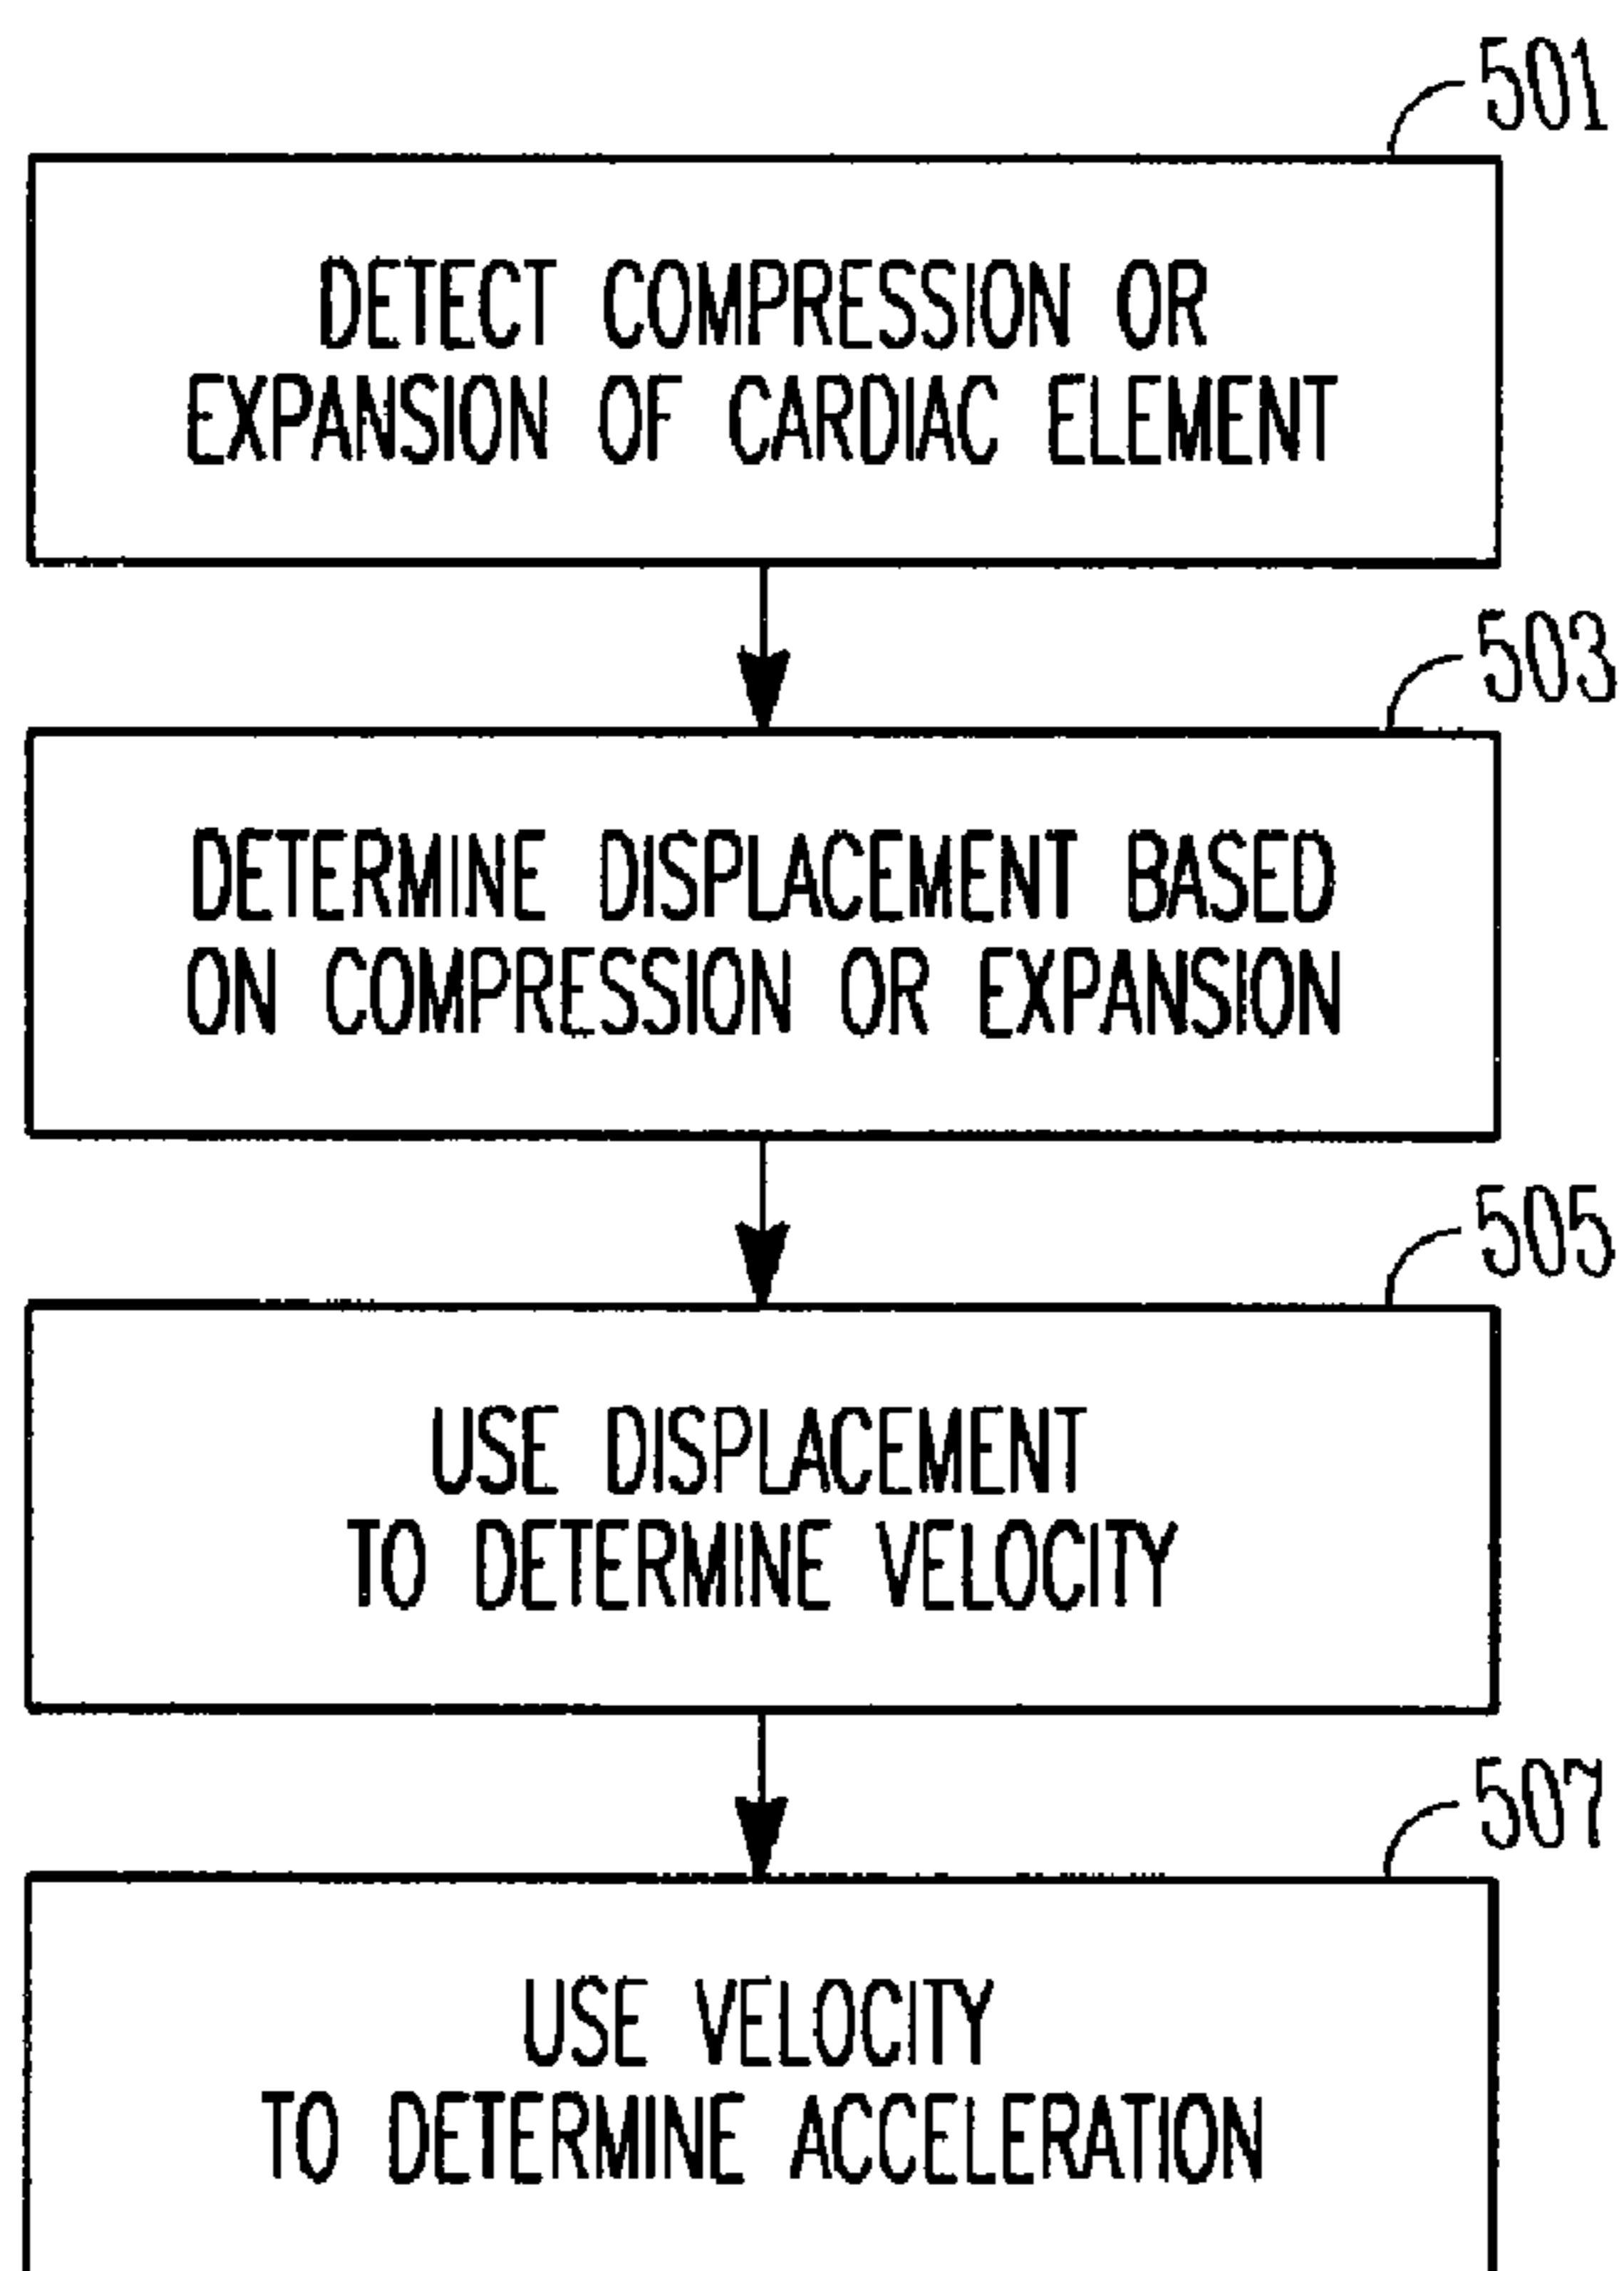 501
DETECT COMPRESSION OR
EXPANSION OF CARDIAC ELEMENT
503
DETERMINE DISPLACEMENT BASED
ON COMPRESSION OR EXPANSION
505
USE DISPLACEMENT
TO DETERMINE VELOCITY
507
USE VELOCITY
TO DETERMINE ACCELERATION